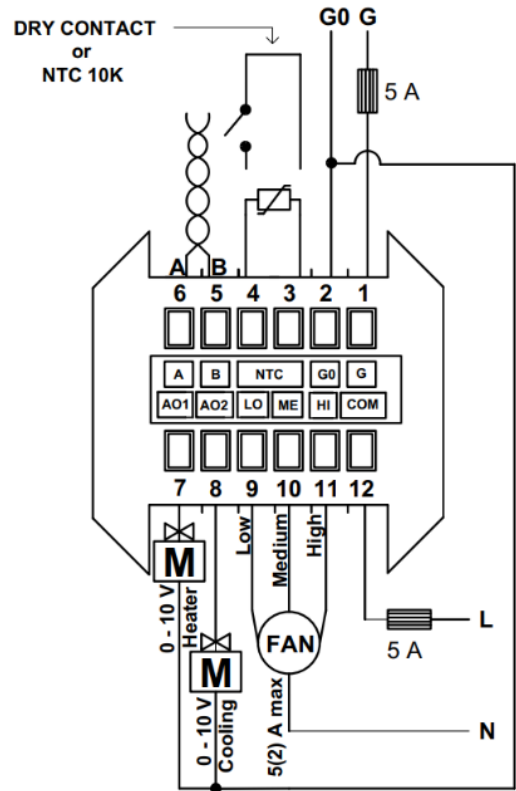 DRY CONTACT
or
NTC 10K
G0 G
5 A
A B
6 5 4 3 2 1
A B NTC G0 G
AO1 AO2 LO ME HI COM
7 8 9 10 11 12
Low
Medium
High
M
0 - 10 V
Heater
M
0 - 10 V
Cooling
FAN
5(2) A max
5 A
L
N